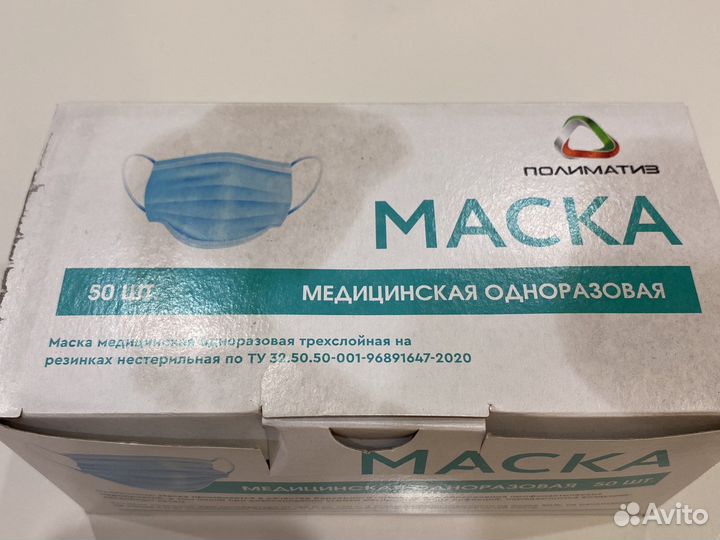 ПОЛИМАТИЗ
МАСКА
50 ШТ.
МЕДИЦИНСКАЯ ОДНОРАЗОВАЯ
Маска медицинская одноразовая трехслойная на
резинках нестерильная по ТУ 32.50.50-001-96891647-2020
МАСКА
МЕДИЦИНСКАЯ ОДНОРАЗОВАЯ 50 ШТ.
Avito